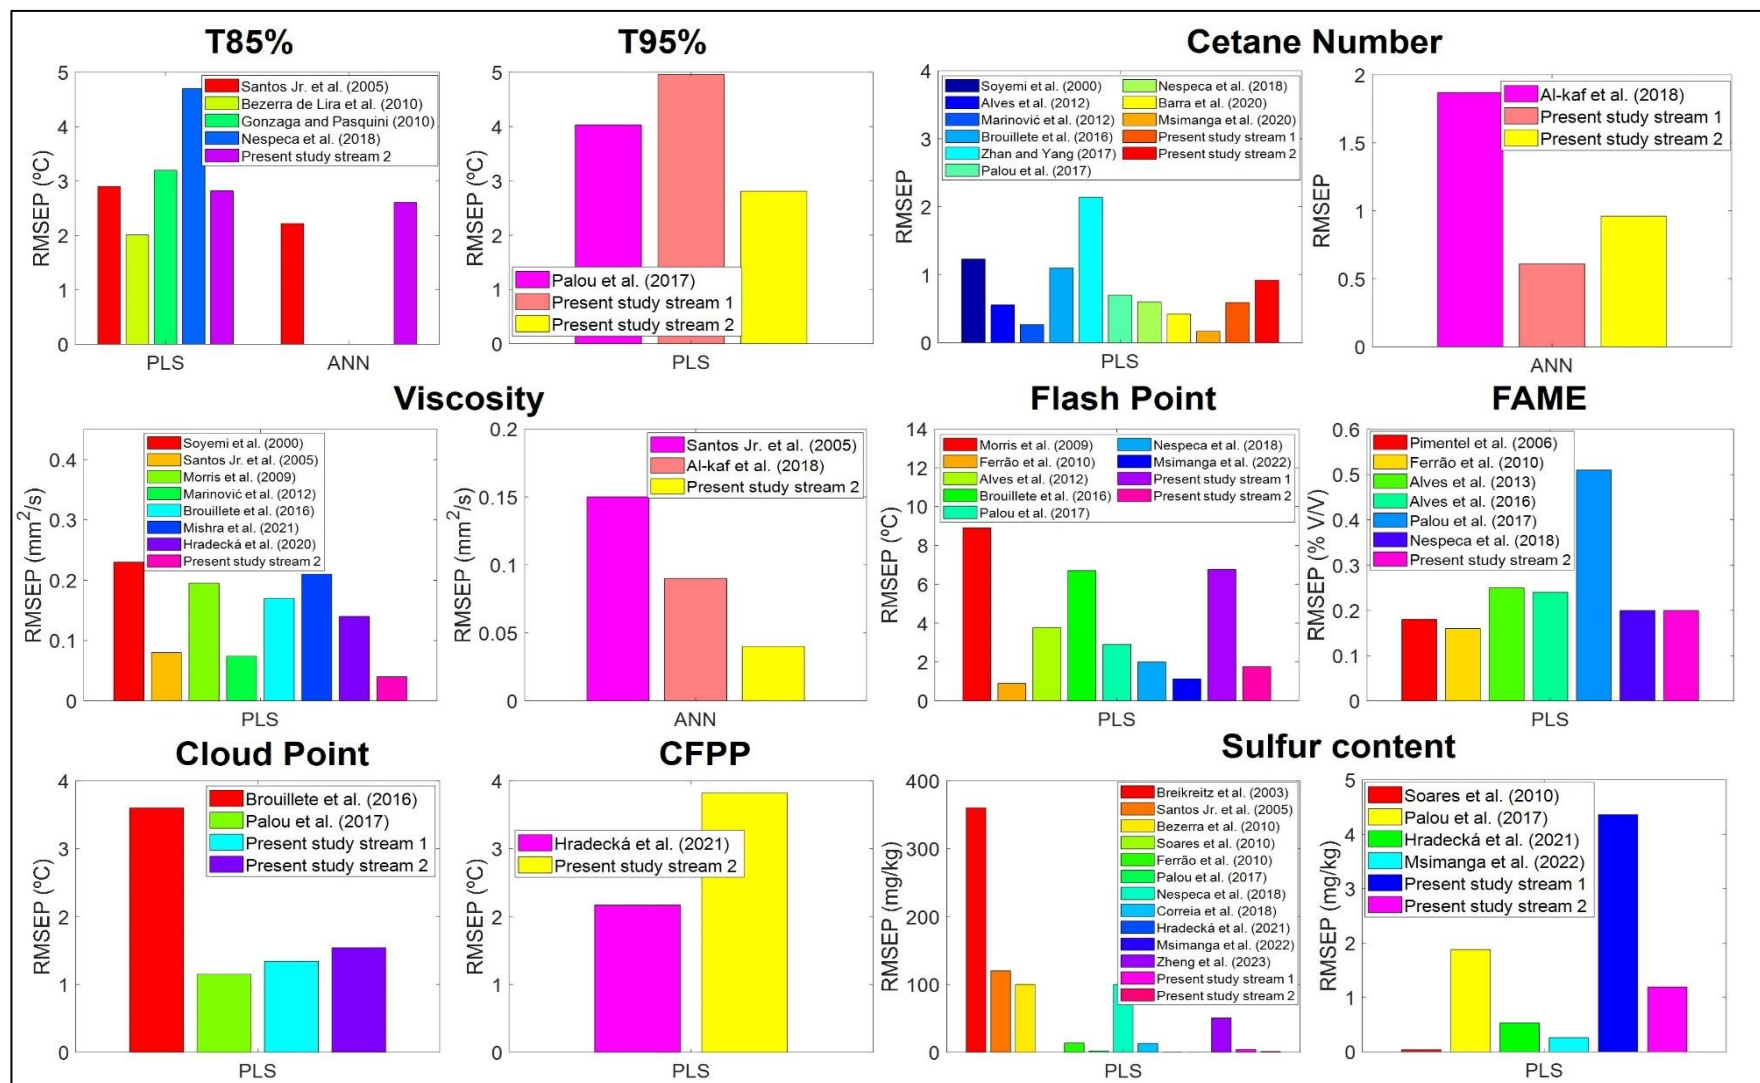 T85%
5
4
3
2
1
0
RMSEP (ºC)
Santos Jr. et al. (2005)
Bezerra de Lira et al. (2010)
Gonzaga and Pasquini (2010)
Nespeca et al. (2018)
Present study stream 2
PLS
ANN
T95%
5
4
3
2
1
0
RMSEP (ºC)
Palou et al. (2017)
Present study stream 1
Present study stream 2
PLS
Cetane Number
4
3
2
1
0
RMSEP
Soyemi et al. (2000)
Alves et al. (2012)
Marinović et al. (2012)
Brouillete et al. (2016)
Zhan and Yang (2017)
Palou et al. (2017)
Nespeca et al. (2018)
Barra et al. (2020)
Msimanga et al. (2020)
Present study stream 1
Present study stream 2
PLS
2
1.5
1
0.5
0
RMSEP
Al-kaf et al. (2018)
Present study stream 1
Present study stream 2
ANN
Viscosity
0.4
0.3
0.2
0.1
0
RMSEP (mm²/s)
Soyemi et al. (2000)
Santos Jr. et al. (2005)
Morris et al. (2009)
Marinović et al. (2012)
Brouillete et al. (2016)
Mishra et al. (2021)
Hradecká et al. (2020)
Present study stream 2
PLS
0.2
0.15
0.1
0.05
0
RMSEP (mm²/s)
Santos Jr. et al. (2005)
Al-kaf et al. (2018)
Present study stream 2
ANN
Flash Point
14
12
10
8
6
4
2
0
RMSEP (ºC)
Morris et al. (2009)
Ferrão et al. (2010)
Alves et al. (2012)
Brouillete et al. (2016)
Palou et al. (2017)
Nespeca et al. (2018)
Msimanga et al. (2022)
Present study stream 1
Present study stream 2
PLS
FAME
0.6
0.5
0.4
0.3
0.2
0.1
0
RMSEP (% V/V)
Pimentel et al. (2006)
Ferrão et al. (2010)
Alves et al. (2013)
Alves et al. (2016)
Palou et al. (2017)
Nespeca et al. (2018)
Present study stream 2
PLS
Cloud Point
4
3
2
1
0
RMSEP (ºC)
Brouillete et al. (2016)
Palou et al. (2017)
Present study stream 1
Present study stream 2
PLS
CFPP
4
3
2
1
0
RMSEP (ºC)
Hradecká et al. (2021)
Present study stream 2
PLS
Sulfur content
400
300
200
100
0
RMSEP (mg/kg)
Breikreitz et al. (2003)
Santos Jr. et al. (2005)
Bezerra et al. (2010)
Soares et al. (2010)
Ferrão et al. (2010)
Palou et al. (2017)
Nespeca et al. (2018)
Correia et al. (2018)
Hradecká et al. (2021)
Msimanga et al. (2022)
Zheng et al. (2023)
Present study stream 1
Present study stream 2
PLS
5
4
3
2
1
0
RMSEP (mg/kg)
Soares et al. (2010)
Palou et al. (2017)
Hradecká et al. (2021)
Msimanga et al. (2022)
Present study stream 1
Present study stream 2
PLS